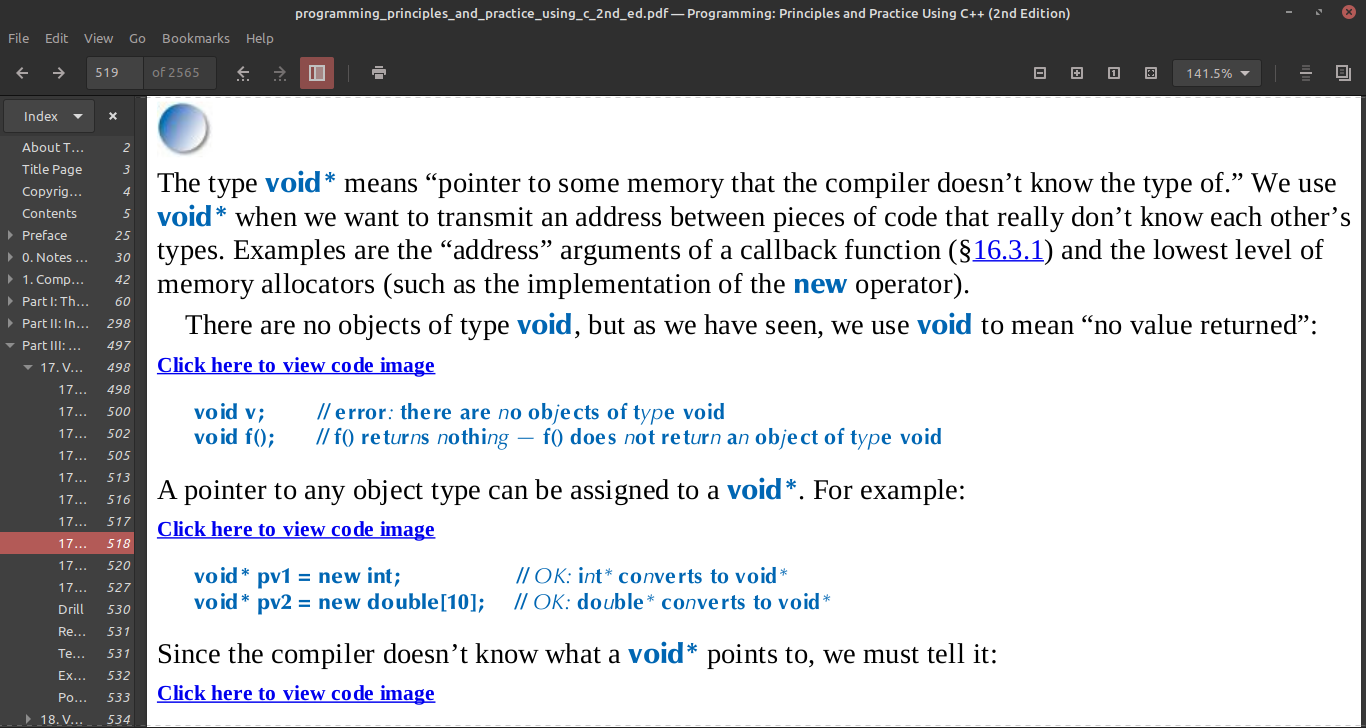 programming_principles_and_practice_using_c_2nd_ed.pdf — Programming: Principles and Practice Using C++ (2nd Edition)
File Edit View Go Bookmarks Help
519 of 2565 141.5%
Index
About T... 2
Title Page 3
Copyrig... 4
Contents 5
Preface 25
0. Notes ... 30
1. Comp... 42
Part I: Th... 60
Part II: In... 298
Part III: ... 497
17. V... 498
17... 498
17... 500
17... 502
17... 505
17... 513
17... 516
17... 517
17... 518
17... 520
17... 527
Drill 530
Re... 531
Te... 531
Ex... 532
Po... 533
18. V... 534
The type void* means “pointer to some memory that the compiler doesn’t know the type of.” We use
void* when we want to transmit an address between pieces of code that really don’t know each other’s
types. Examples are the “address” arguments of a callback function (§16.3.1) and the lowest level of
memory allocators (such as the implementation of the new operator).
There are no objects of type void, but as we have seen, we use void to mean “no value returned”:
Click here to view code image
void v; // error: there are no objects of type void
void f(); // f() returns nothing — f() does not return an object of type void
A pointer to any object type can be assigned to a void*. For example:
Click here to view code image
void* pv1 = new int; // OK: int* converts to void*
void* pv2 = new double[10]; // OK: double* converts to void*
Since the compiler doesn’t know what a void* points to, we must tell it:
Click here to view code image